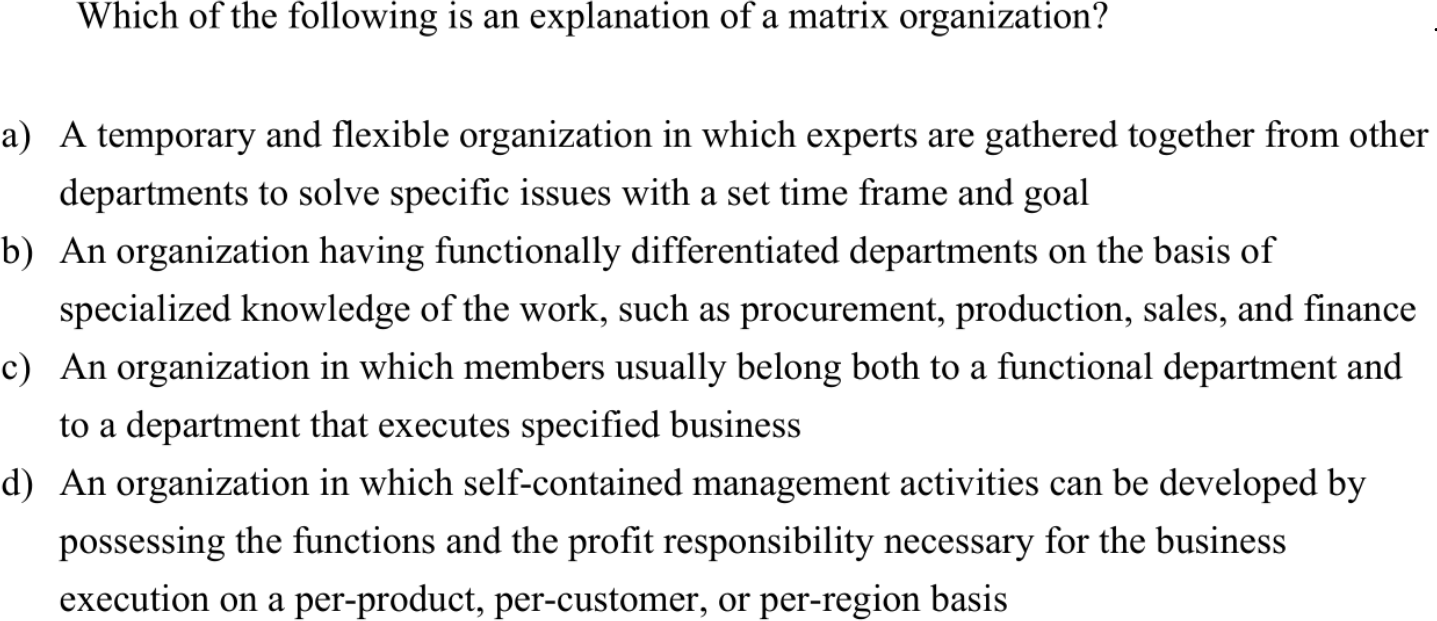 Which of the following is an explanation of a matrix organization?
a) A temporary and flexible organization in which experts are gathered together from other
departments to solve specific issues with a set time frame and goal
b) An organization having functionally differentiated departments on the basis of
specialized knowledge of the work, such as procurement, production, sales, and finance
c) An organization in which members usually belong both to a functional department and
to a department that executes specified business
d) An organization in which self-contained management activities can be developed by
possessing the functions and the profit responsibility necessary for the business
execution on a per-product, per-customer, or per-region basis